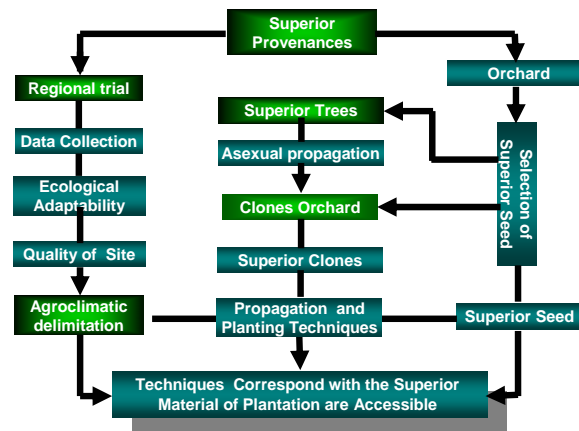 Superior
Provenances
Regional trial
Orchard
Superior Trees
Data Collection
Asexual propagation
Selection of
Superior Seed
Ecological
Adaptability
Clones Orchard
Quality of Site
Superior Clones
Agroclimatic
delimitation
Propagation and
Planting Techniques
Superior Seed
Techniques Correspond with the Superior
Material of Plantation are Accessible